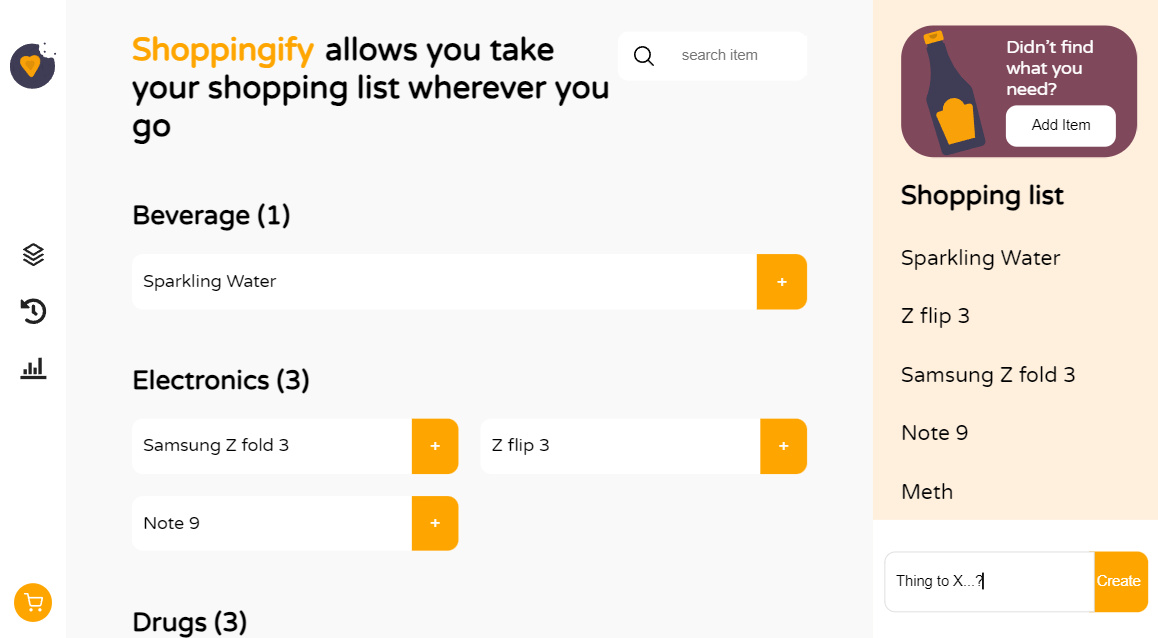 Shoppingify allows you take
your shopping list wherever you
go
search item
Beverage (1)
Sparkling Water
+
Electronics (3)
Samsung Z fold 3
+
Z flip 3
+
Note 9
+
Drugs (3)
Didn't find
what you
need?
Add Item
Shopping list
Sparkling Water
Z flip 3
Samsung Z fold 3
Note 9
Meth
Thing to X...?
Create